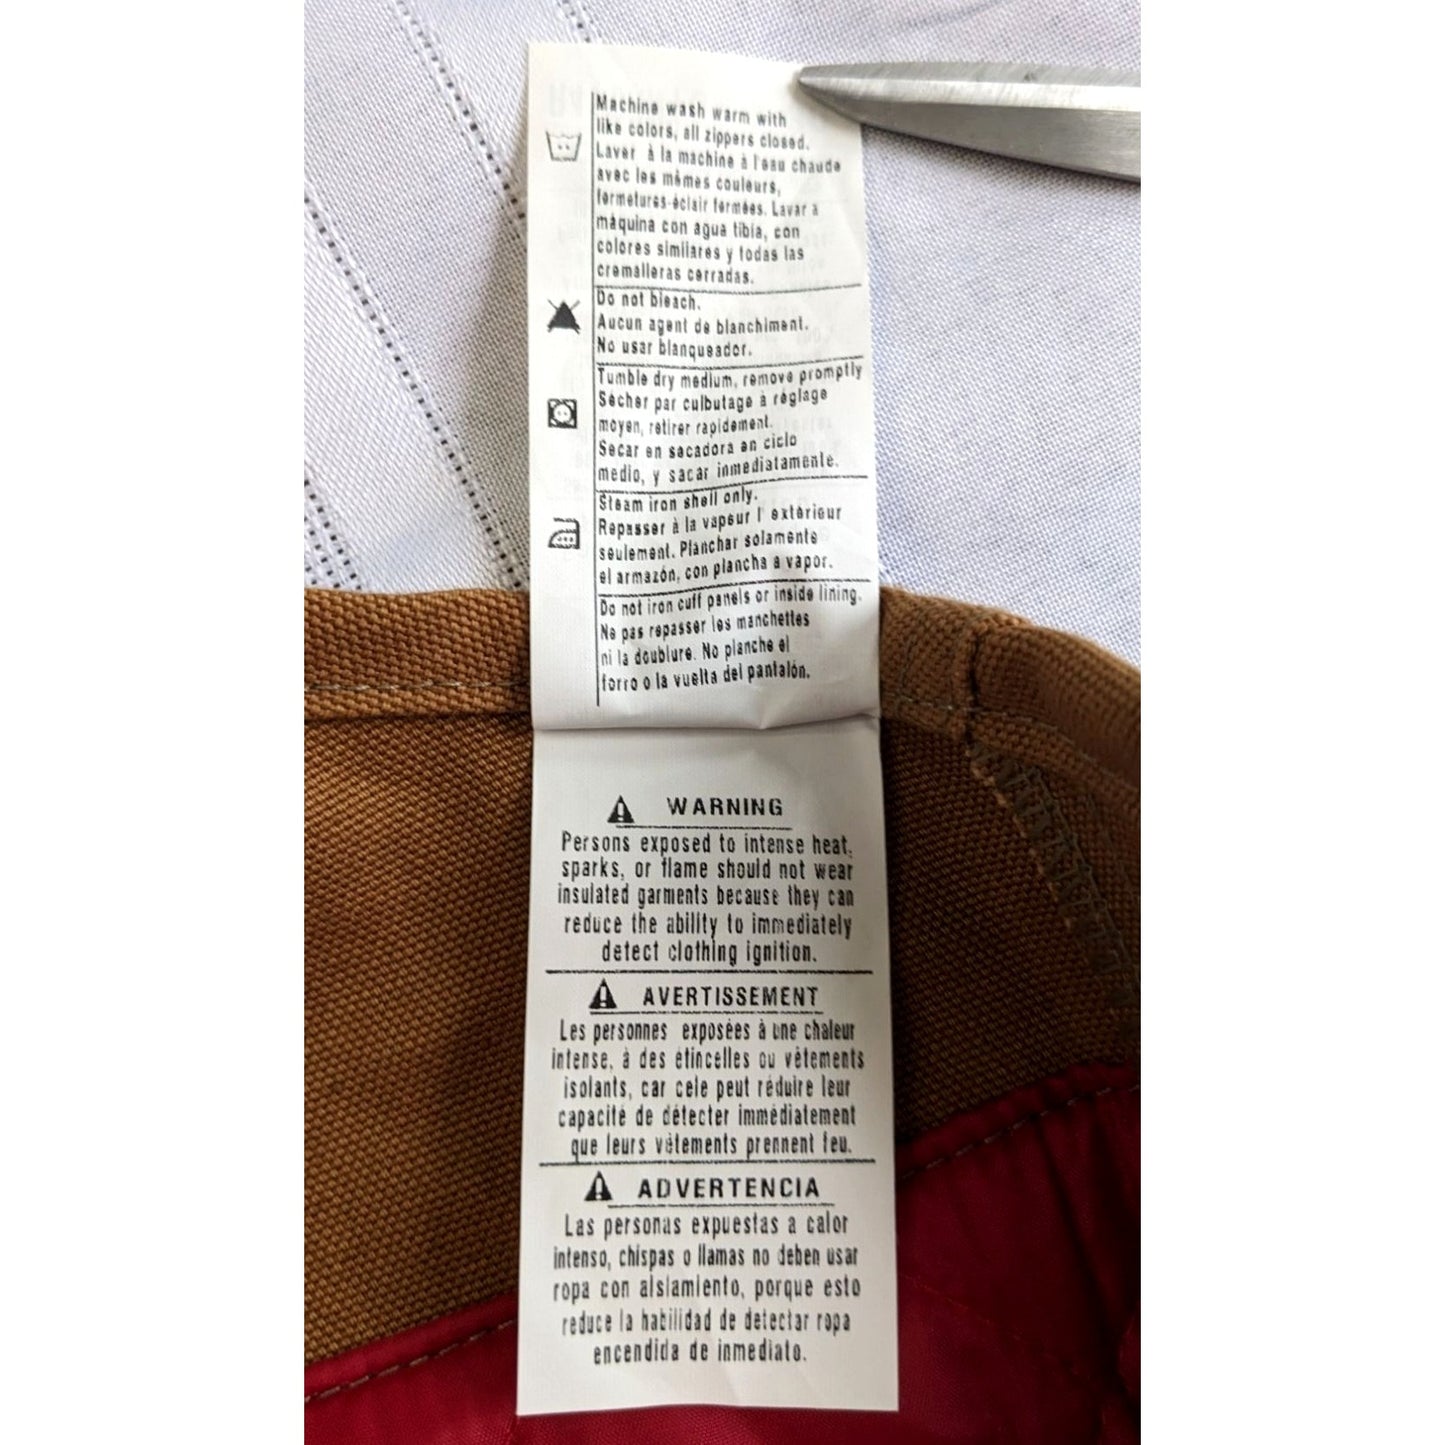 Machine wash warm with
like colors, all zippers closed.
Laver à la machine à l'eau chaude
avec les mêmes couleurs,
fermetures-éclair fermées. Lavar a
máquina con agua tibia, con
colores similares y todas las
cremalleras cerradas.
Do not bleach.
Aucun agent de blanchiment.
No usar blanqueador.
Tumble dry medium, remove promptly
Sécher par culbutage à réglage
moyen, retirer rapidement.
Secar en secadora en ciclo
medio, y sacar inmediatamente.
Steam iron shell only.
Repasser à la vapeur l' extérieur
seulement. Planchar solamente
el armazón, con plancha a vapor.
Do not iron cuff panels or inside lining.
Ne pas repasser les manchettes
ni la doublure. No planche el
forro o la vuelta del pantalón.
WARNING
Persons exposed to intense heat,
sparks, or flame should not wear
insulated garments because they can
reduce the ability to immediately
detect clothing ignition.
AVERTISSEMENT
Les personnes exposées à une chaleur
intense, à des étincelles ou vêtements
isolants, car cele peut réduire leur
capacité de détecter immédiatement
que leurs vêtements prennent feu.
ADVERTENCIA
Las personas expuestas a calor
intenso, chispas o llamas no deben usar
ropa con aislamiento, porque esto
reduce la habilidad de detectar ropa
encendida de inmediato.